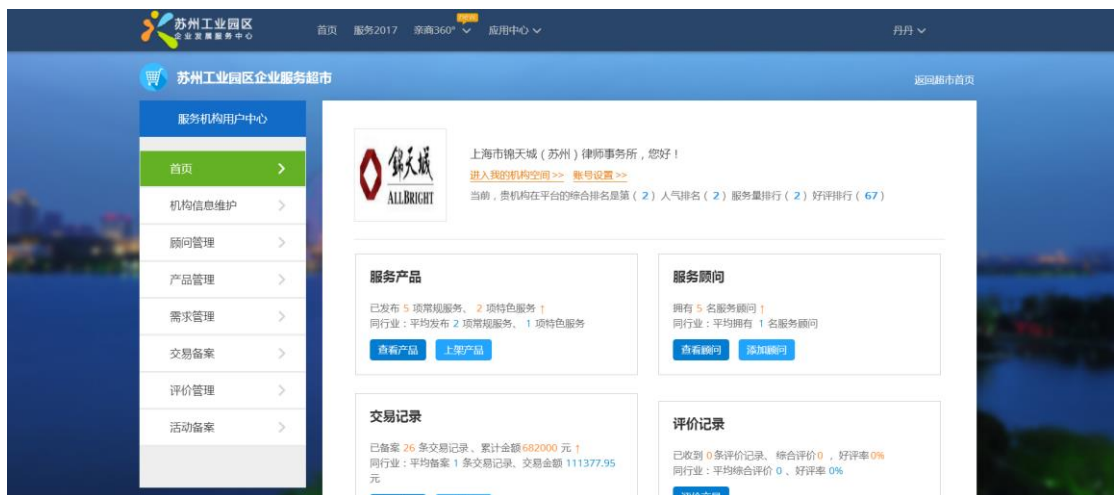 苏州工业园区
企业发展服务中心
首页 服务2017 亲商360° 应用中心
丹丹
苏州工业园区企业服务超市
返回超市首页
服务机构用户中心
首页
机构信息维护
顾问管理
产品管理
需求管理
交易备案
评价管理
活动备案
锦天城
ALLBRIGHT
上海市锦天城（苏州）律师事务所，您好！
进入我的机构空间>> 账号设置>>
当前，贵机构在平台的综合排名是第（2）人气排名（2）服务量排行（2）好评排行（67）
服务产品
已发布 5 项常规服务、 2 项特色服务 ↑
同行业：平均发布 2 项常规服务、 1 项特色服务
查看产品 上架产品
服务顾问
拥有 5 名服务顾问 ↑
同行业：平均拥有 1 名服务顾问
查看顾问 添加顾问
交易记录
已备案 26 条交易记录、累计金额 682000 元 ↑
同行业：平均备案 1 条交易记录、交易金额 111377.95
元
评价记录
已收到 0 条评价记录、 综合评价 0 ，好评率 0%
同行业：平均综合评价 0 、好评率 0%